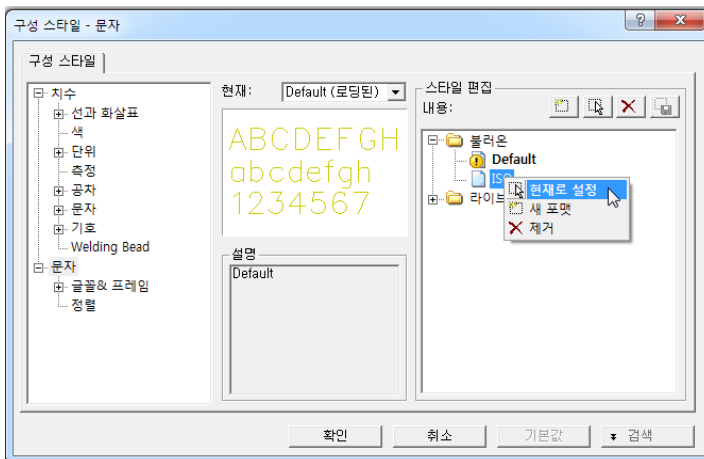 구성 스타일 - 문자
구성 스타일
치수
선과 화살표
색
단위
측정
공차
문자
기호
Welding Bead
문자
글꼴& 프레임
정렬
현재:
Default (로딩된)
ABCDEFGH
abcdefgh
1234567
설명
Default
스타일 편집
내용:
불러온
Default
ISO
라이브
현재로 설정
새 포맷
제거
확인
취소
기본값
검색